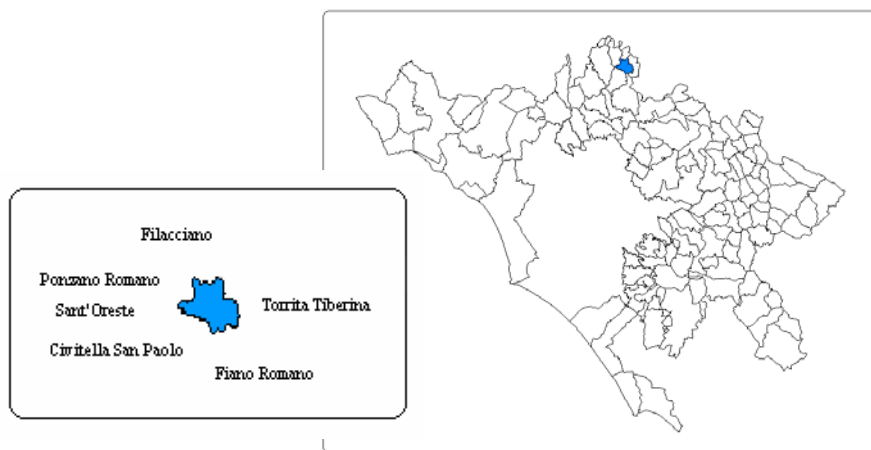 Filacciano
Ponzano Romano
Sant'Oreste
Torrita Tiberina
Civitella San Paolo
Fiano Romano